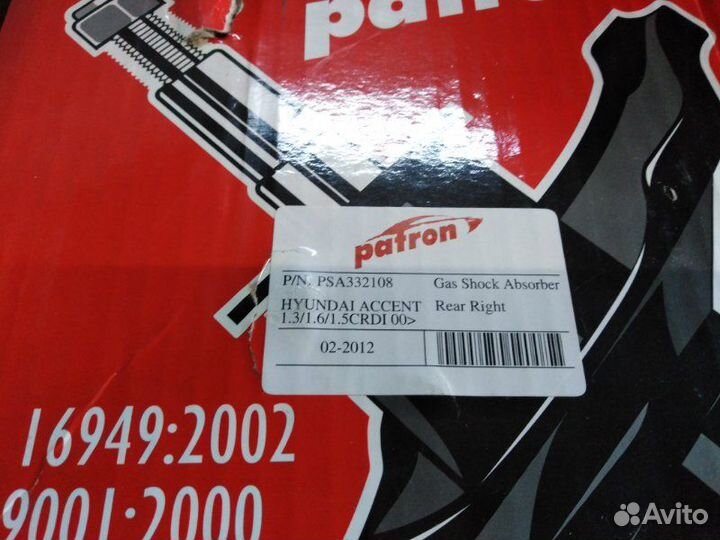 patron
patron
P/N. PSA332108 Gas Shock Absorber
HYUNDAI ACCENT Rear Right
1.3/1.6/1.5CRDI 00>
02-2012
16949:2002
9001:2000
Avito